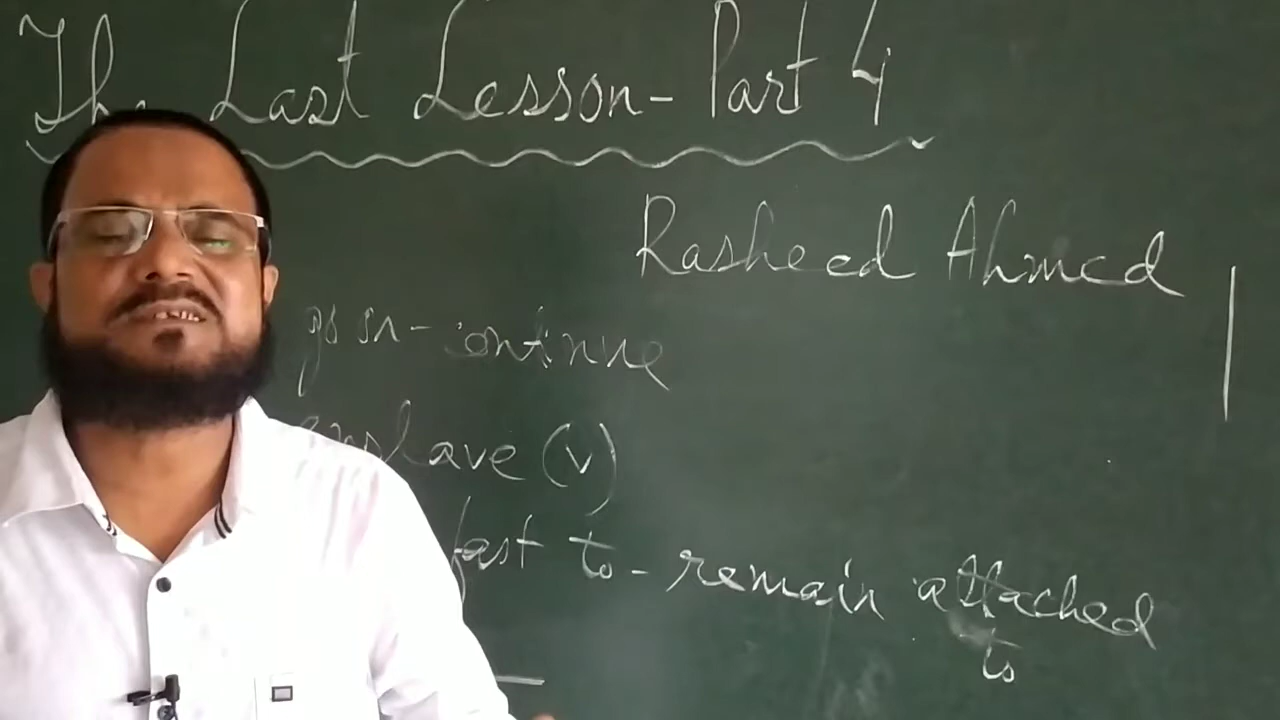 The Last Lesson - Part 4
Rasheed Ahmed
go on - continue
enslave (v)
fast to - remain attached
to